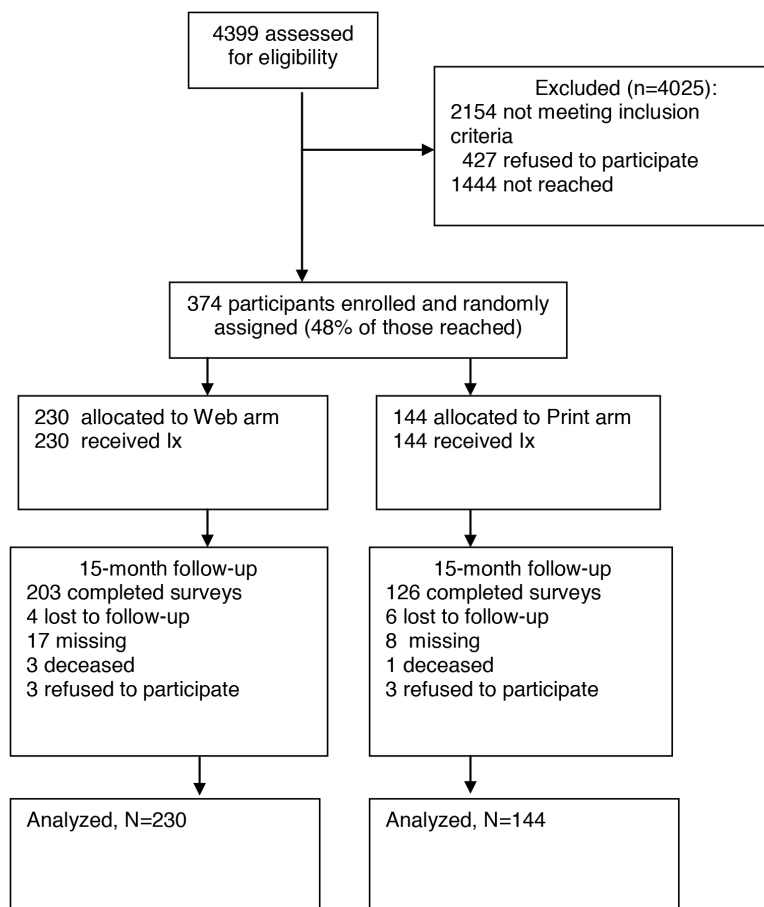 4399 assessed
for eligibility
Excluded (n=4025):
2154 not meeting inclusion
criteria
427 refused to participate
1444 not reached
374 participants enrolled and randomly
assigned (48% of those reached)
230 allocated to Web arm
230 received Ix
144 allocated to Print arm
144 received Ix
15-month follow-up
203 completed surveys
4 lost to follow-up
17 missing
3 deceased
3 refused to participate
15-month follow-up
126 completed surveys
6 lost to follow-up
8 missing
1 deceased
3 refused to participate
Analyzed, N=230
Analyzed, N=144